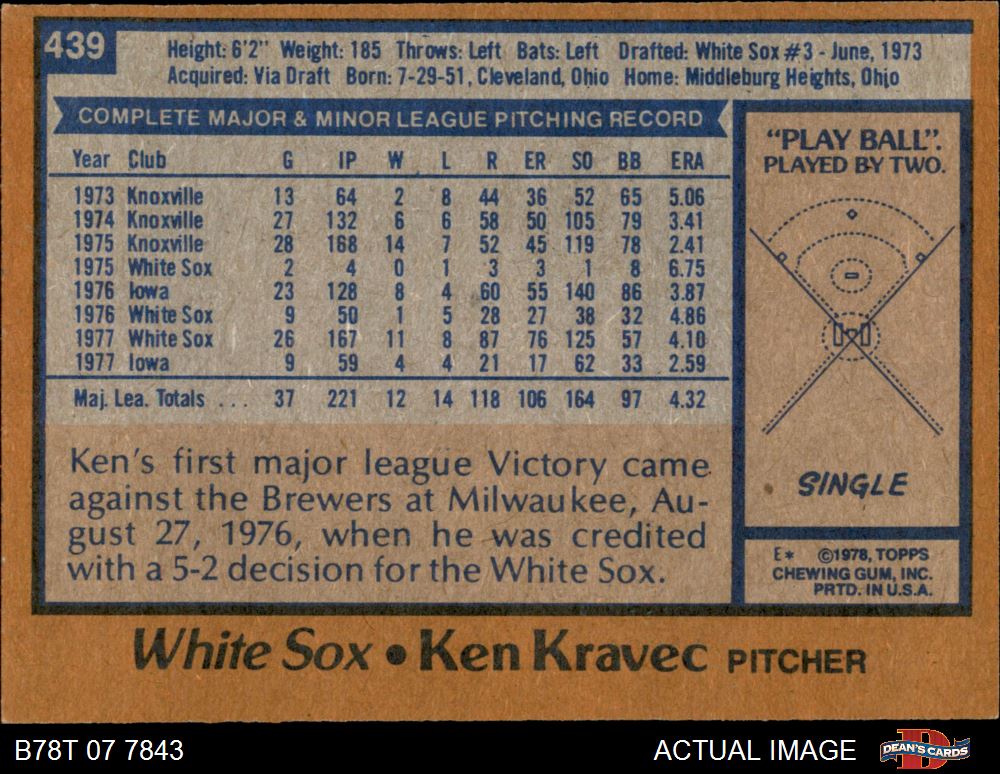 439
Height: 6'2" Weight: 185 Throws: Left Bats: Left Drafted: White Sox #3 - June, 1973
Acquired: Via Draft Born: 7-29-51, Cleveland, Ohio Home: Middleburg Heights, Ohio
COMPLETE MAJOR & MINOR LEAGUE PITCHING RECORD
Year Club G IP W L R ER SO BB ERA
1973 Knoxville 13 64 2 8 44 36 52 65 5.06
1974 Knoxville 27 132 6 6 58 50 105 79 3.41
1975 Knoxville 28 168 14 7 52 45 119 78 2.41
1975 White Sox 2 4 0 1 3 3 1 8 6.75
1976 Iowa 23 128 8 4 60 55 140 86 3.87
1976 White Sox 9 50 1 5 28 27 38 32 4.86
1977 White Sox 26 167 11 8 87 76 125 57 4.10
1977 Iowa 9 59 4 4 21 17 62 33 2.59
Maj. Lea. Totals ... 37 221 12 14 118 106 164 97 4.32
Ken's first major league Victory came
against the Brewers at Milwaukee, Au-
gust 27, 1976, when he was credited
with a 5-2 decision for the White Sox.
"PLAY BALL".
PLAYED BY TWO.
SINGLE
E* ©1978, TOPPS
CHEWING GUM, INC.
PRTD. IN U.S.A.
White Sox • Ken Kravec PITCHER
B78T 07 7843
ACTUAL IMAGE
DEAN'S CARDS